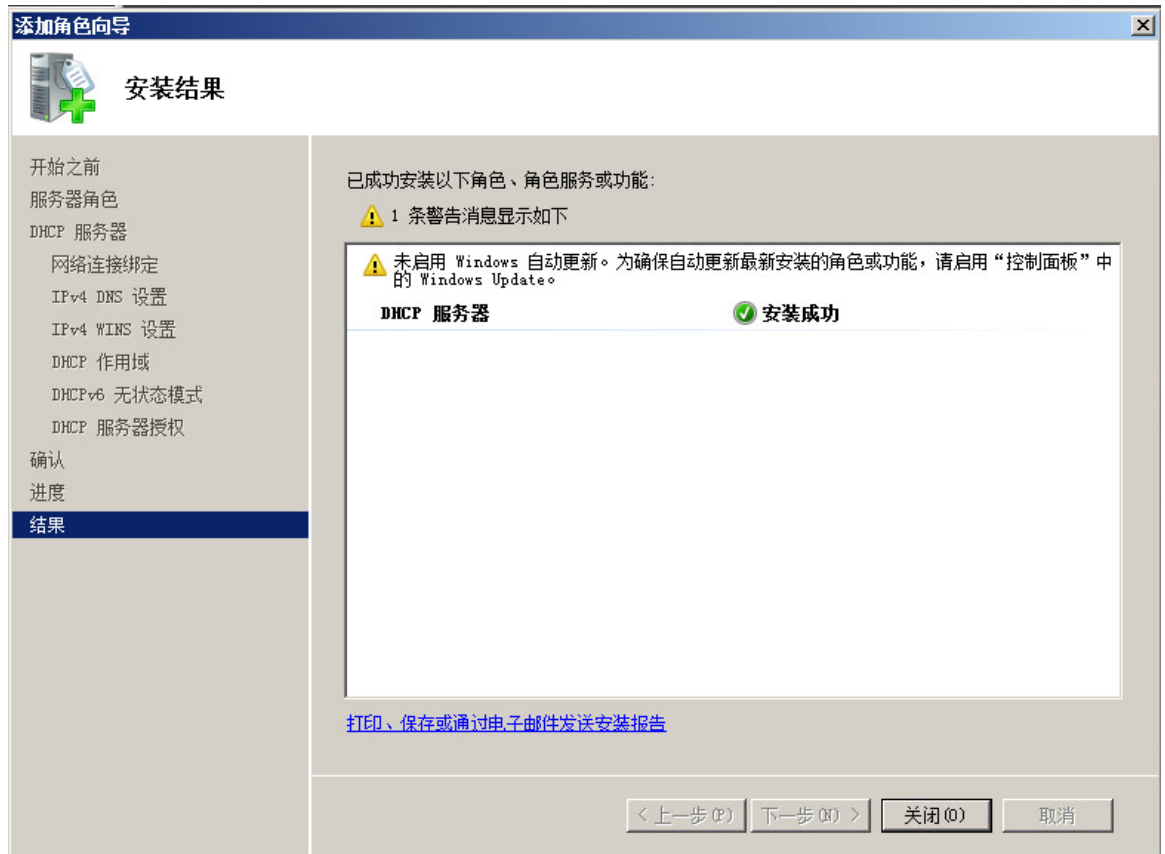 添加角色向导
安装结果
开始之前
服务器角色
DHCP 服务器
网络连接绑定
IPv4 DNS 设置
IPv4 WINS 设置
DHCP 作用域
DHCPv6 无状态模式
DHCP 服务器授权
确认
进度
结果
已成功安装以下角色、角色服务或功能:
1 条警告消息显示如下
未启用 Windows 自动更新。为确保自动更新最新安装的角色或功能，请启用“控制面板”中
的 Windows Update。
DHCP 服务器 安装成功
打印、保存或通过电子邮件发送安装报告
< 上一步(P) 下一步(N) > 关闭(O) 取消